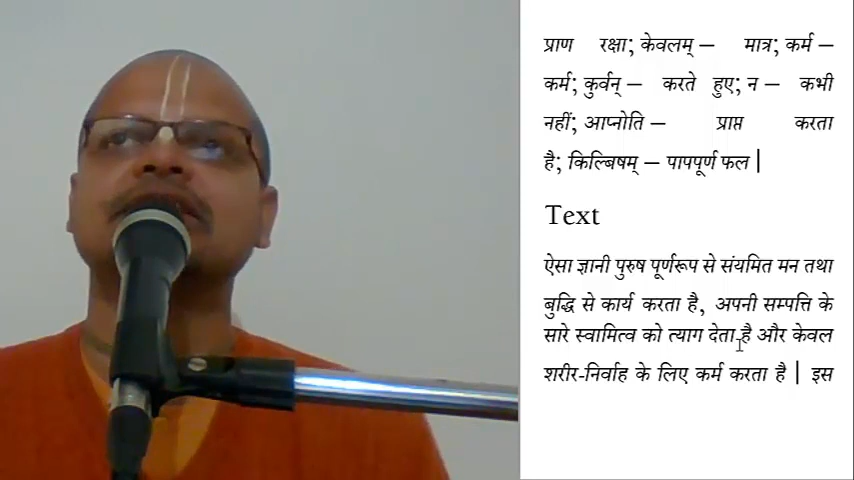 प्राण रक्षा; केवलम् – मात्र; कर्म –
कर्म; कुर्वन् – करते हुए; न – कभी
नहीं; आप्नोति – प्राप्त करता
है; किल्बिषम् – पापपूर्ण फल |
Text
ऐसा ज्ञानी पुरुष पूर्णरूप से संयमित मन तथा
बुद्धि से कार्य करता है, अपनी सम्पत्ति के
सारे स्वामित्व को त्याग देता है और केवल
शरीर-निर्वाह के लिए कर्म करता है | इस